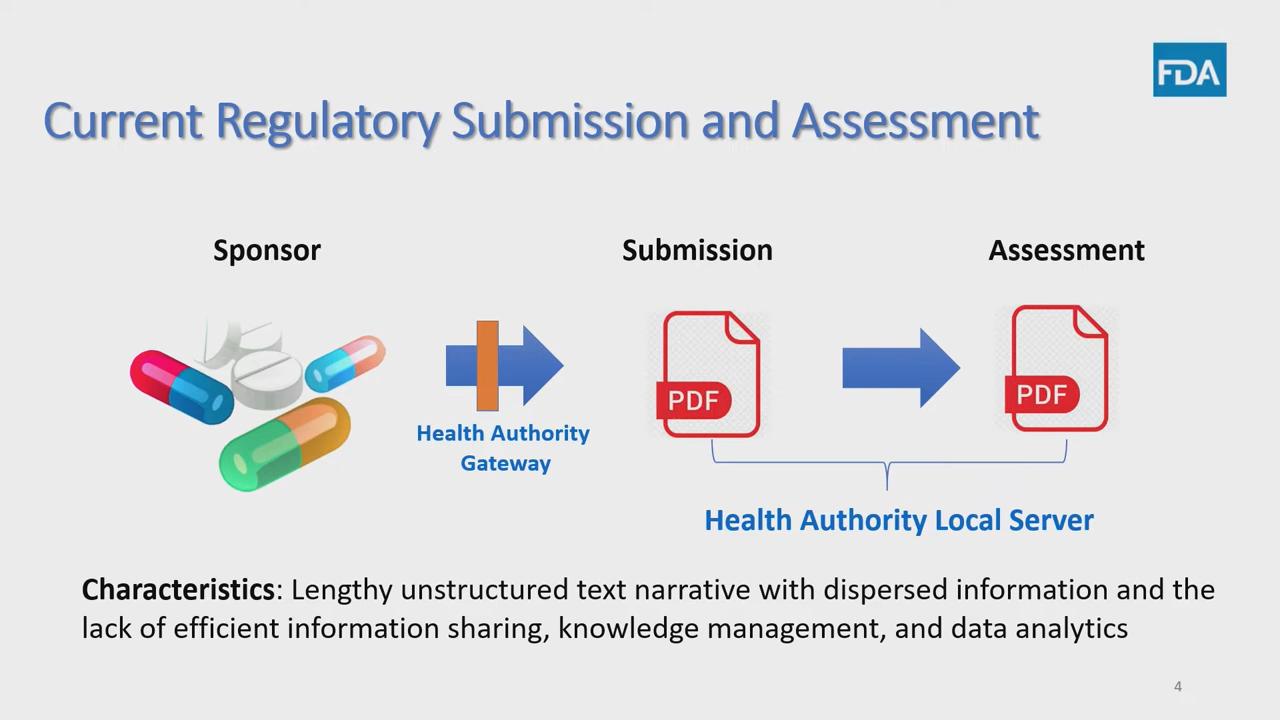 FDA
Current Regulatory Submission and Assessment
Sponsor
Submission
Assessment
PDF
PDF
Health Authority
Gateway
Health Authority Local Server
Characteristics: Lengthy unstructured text narrative with dispersed information and the
lack of efficient information sharing, knowledge management, and data analytics
4